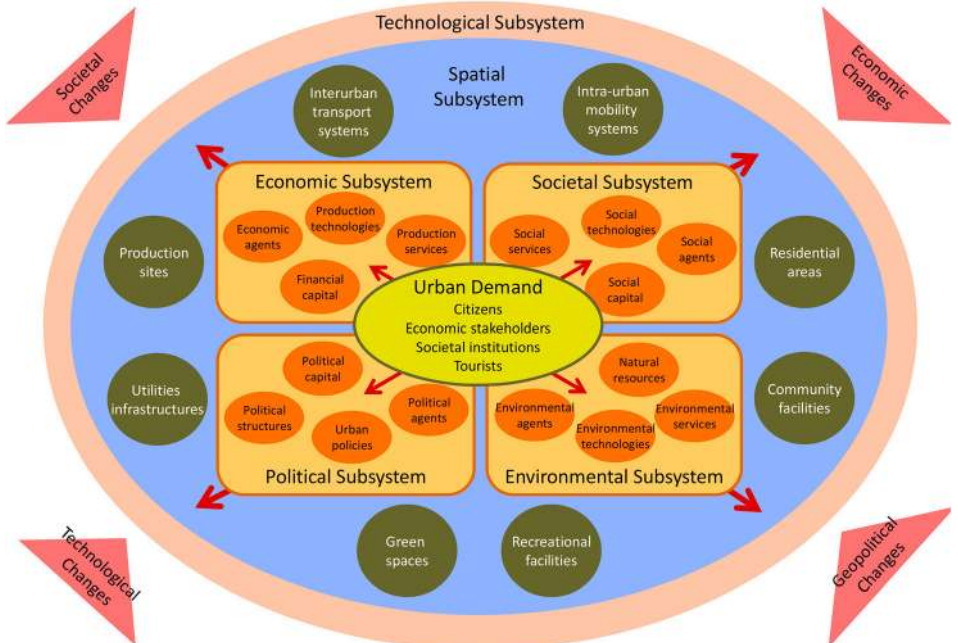 Technological Subsystem
Societal
Changes
Economic
Changes
Spatial
Subsystem
Interurban
transport
systems
Intra-urban
mobility
systems
Economic Subsystem
Production
technologies
Economic
agents
Production
services
Financial
capital
Societal Subsystem
Social
technologies
Social
services
Social
agents
Social
capital
Production
sites
Residential
areas
Urban Demand
Citizens
Economic stakeholders
Societal institutions
Tourists
Utilities
infrastructures
Community
facilities
Political
capital
Political
structures
Political
agents
Urban
policies
Political Subsystem
Natural
resources
Environmental
agents
Environmental
services
Environmental
technologies
Environmental Subsystem
Green
spaces
Recreational
facilities
Technological
Changes
Geopolitical
Changes